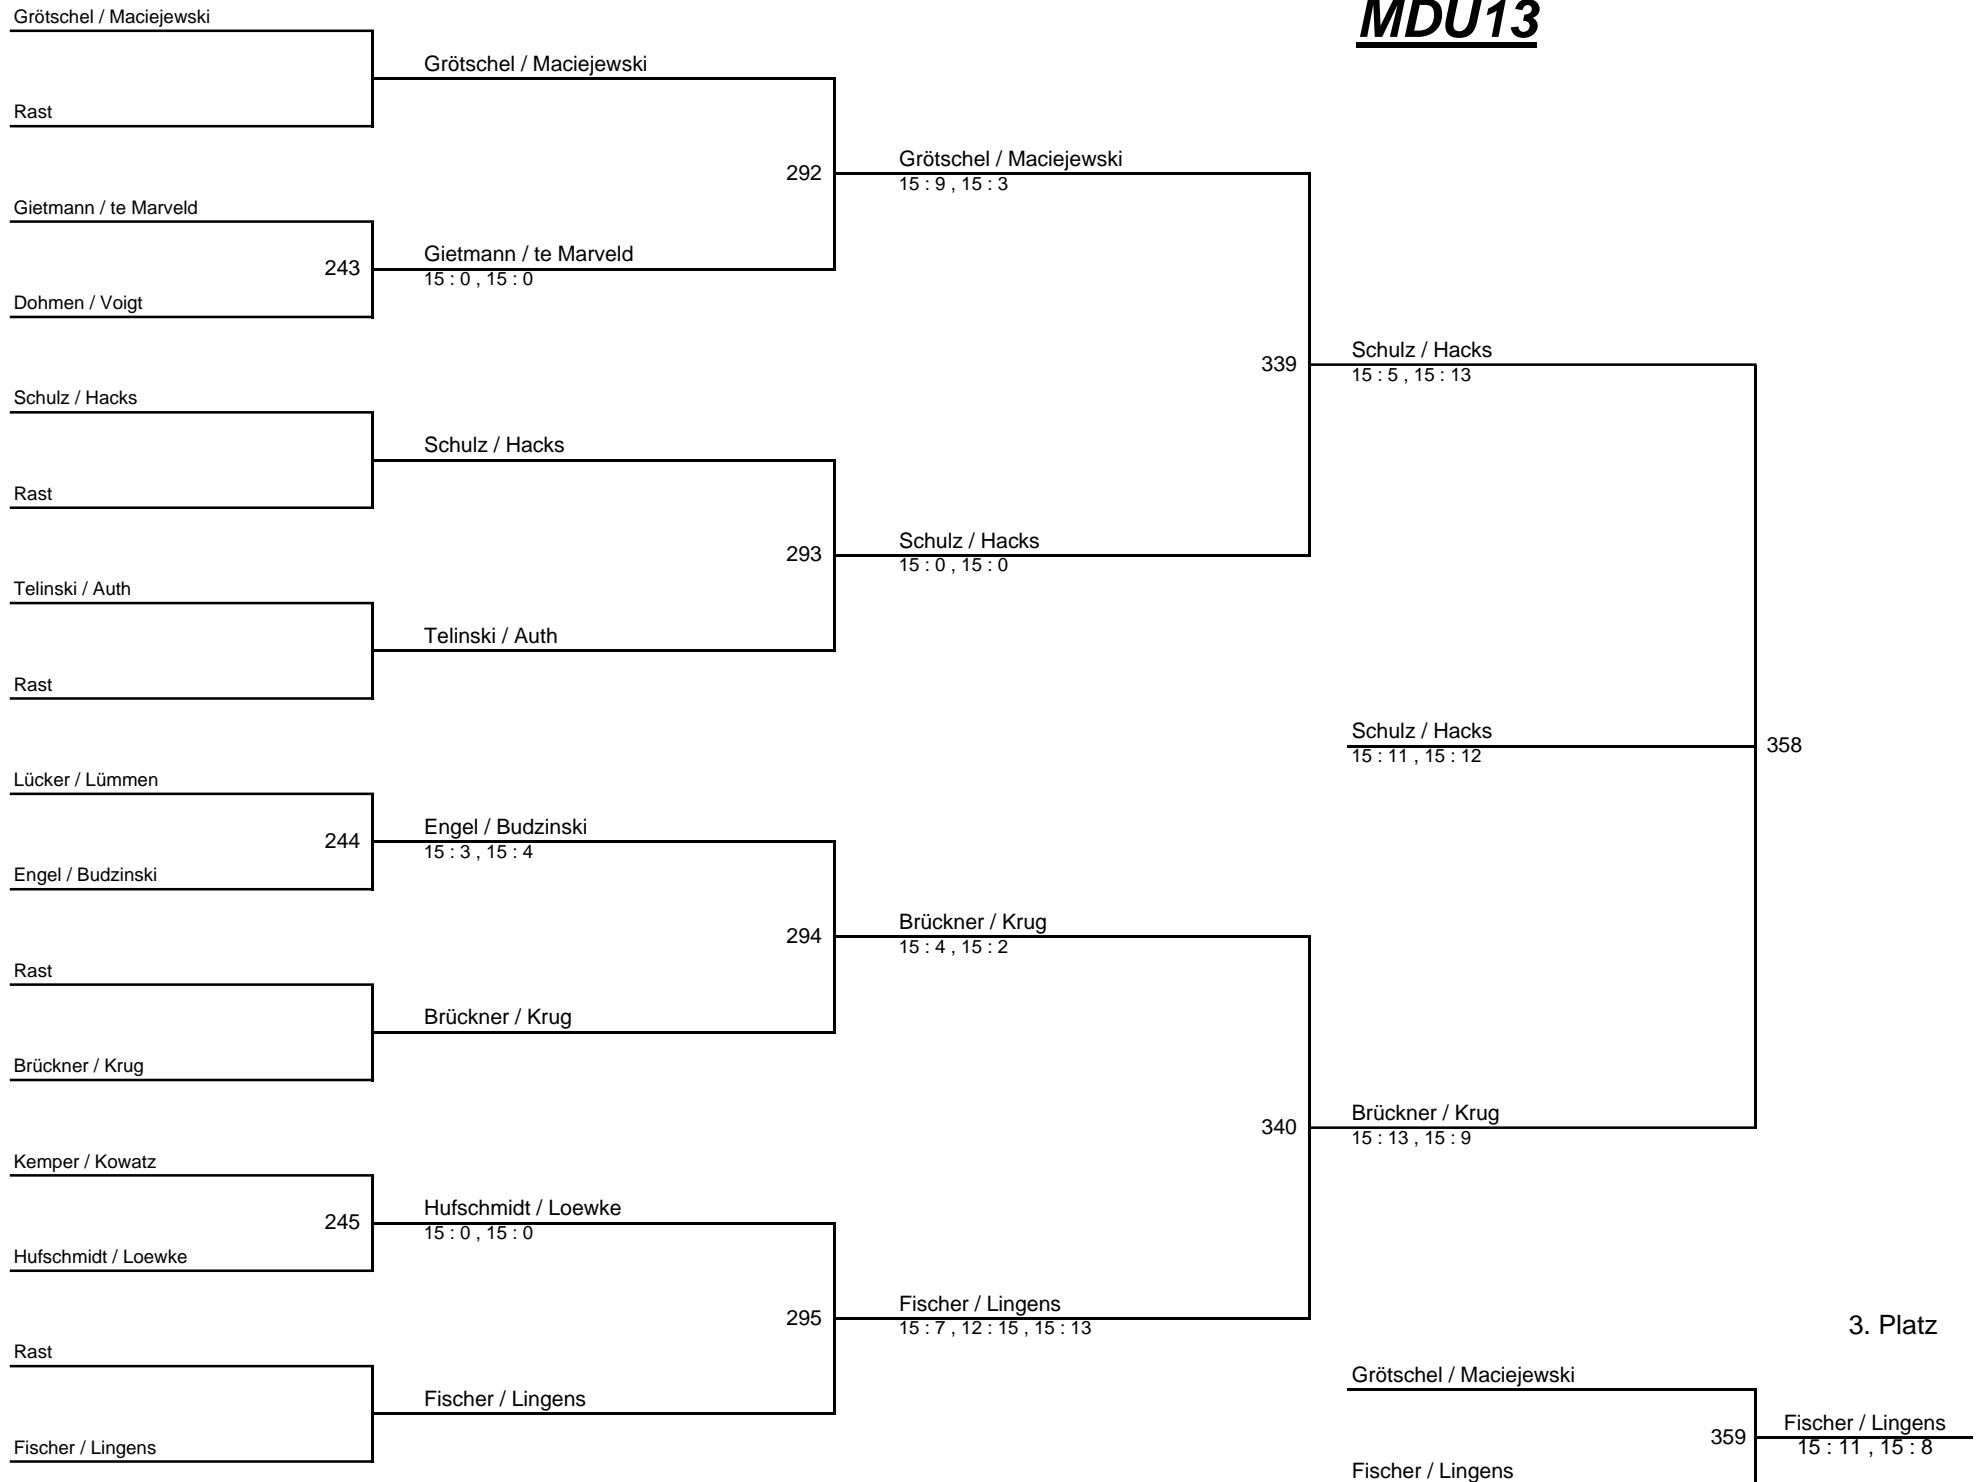 MDU13
Grötschel / Maciejewski
Rast
Gietmann / te Marveld
243
Dohmen / Voigt
Schulz / Hacks
Rast
Telinski / Auth
Rast
Lücker / Lümmen
244
Engel / Budzinski
Rast
Brückner / Krug
Kemper / Kowatz
245
Hufschmidt / Loewke
Rast
Fischer / Lingens
Grötschel / Maciejewski
292
Gietmann / te Marveld
15 : 0 , 15 : 0
Schulz / Hacks
293
Telinski / Auth
Engel / Budzinski
15 : 3 , 15 : 4
294
Brückner / Krug
Hufschmidt / Loewke
15 : 0 , 15 : 0
295
Fischer / Lingens
Grötschel / Maciejewski
15 : 9 , 15 : 3
339
Schulz / Hacks
15 : 0 , 15 : 0
Brückner / Krug
15 : 4 , 15 : 2
340
Fischer / Lingens
15 : 7 , 12 : 15 , 15 : 13
Schulz / Hacks
15 : 5 , 15 : 13
Schulz / Hacks
15 : 11 , 15 : 12
358
Brückner / Krug
15 : 13 , 15 : 9
3. Platz
Grötschel / Maciejewski
359
Fischer / Lingens
Fischer / Lingens
15 : 11 , 15 : 8